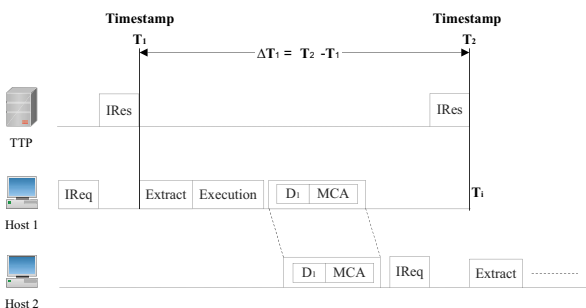 Timestamp Timestamp
T1 T2
ΔT1 = T2 -T1
IRes IRes
TTP
IReq Extract Execution D1 MCA Ti
Host 1
D1 MCA IReq Extract
Host 2